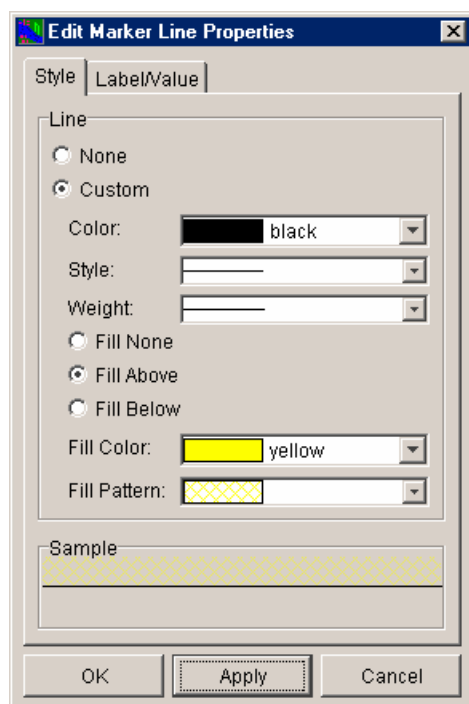 Edit Marker Line Properties
Style
Label/Value
Line
None
Custom
Color:
black
Style:
Weight:
Fill None
Fill Above
Fill Below
Fill Color:
yellow
Fill Pattern:
Sample
OK
Apply
Cancel